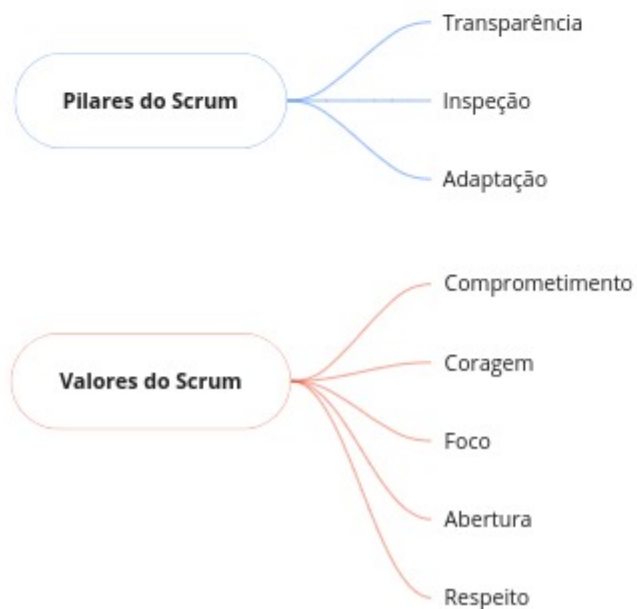 Pilares do Scrum
Transparência
Inspeção
Adaptação
Valores do Scrum
Comprometimento
Coragem
Foco
Abertura
Respeito